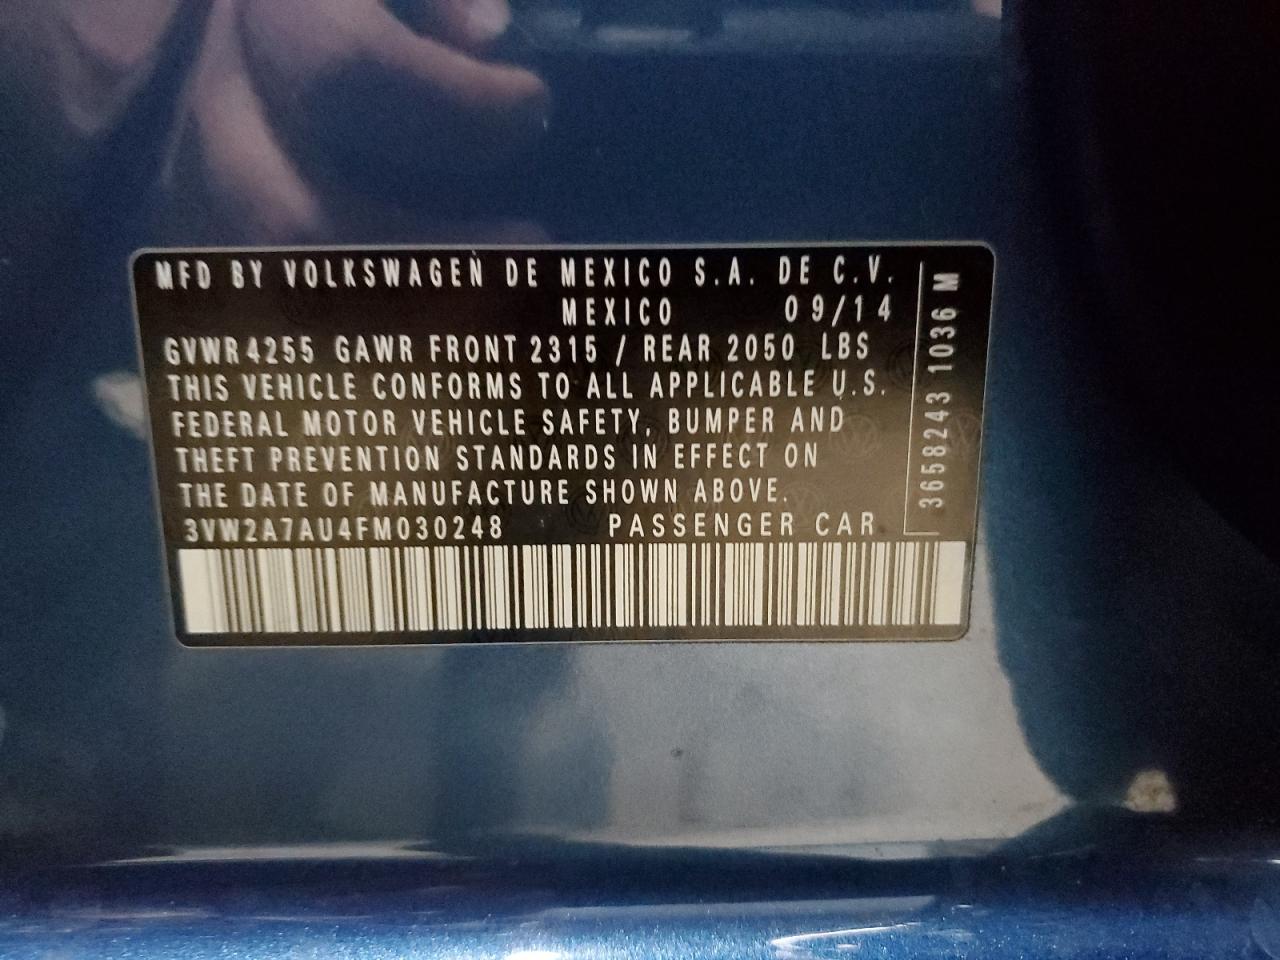 MFD BY VOLKSWAGEN DE MEXICO S.A. DE C.V.
MEXICO 09/14
GVWR 4255 GAWR FRONT 2315 / REAR 2050 LBS
THIS VEHICLE CONFORMS TO ALL APPLICABLE U.S.
FEDERAL MOTOR VEHICLE SAFETY, BUMPER AND
THEFT PREVENTION STANDARDS IN EFFECT ON
THE DATE OF MANUFACTURE SHOWN ABOVE.
3VW2A7AU4FM030248 PASSENGER CAR
3658243 1036 M